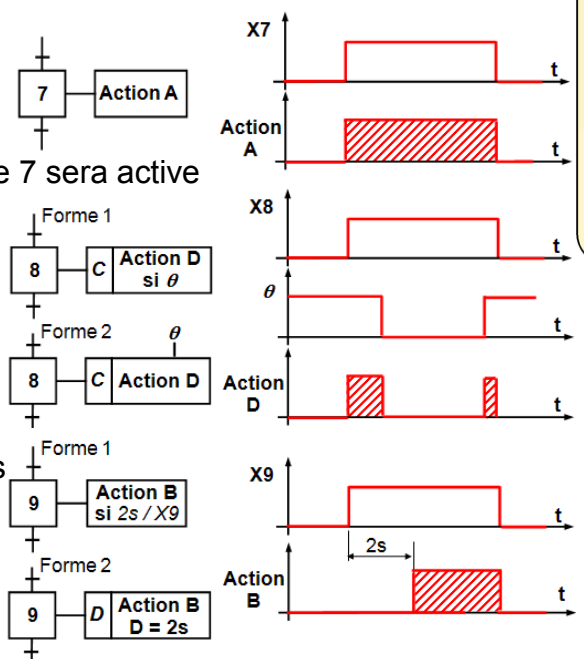 X7
t
7 Action A
Action
A
t
e 7 sera active
Forme 1
X8
8 C Action D
si θ
t
θ
t
Forme 2 θ
8 C Action D
Action
D
t
s
Forme 1
X9
9 Action B
si 2s / X9
t
2s
Forme 2
9 D Action B
D = 2s
Action
B
t